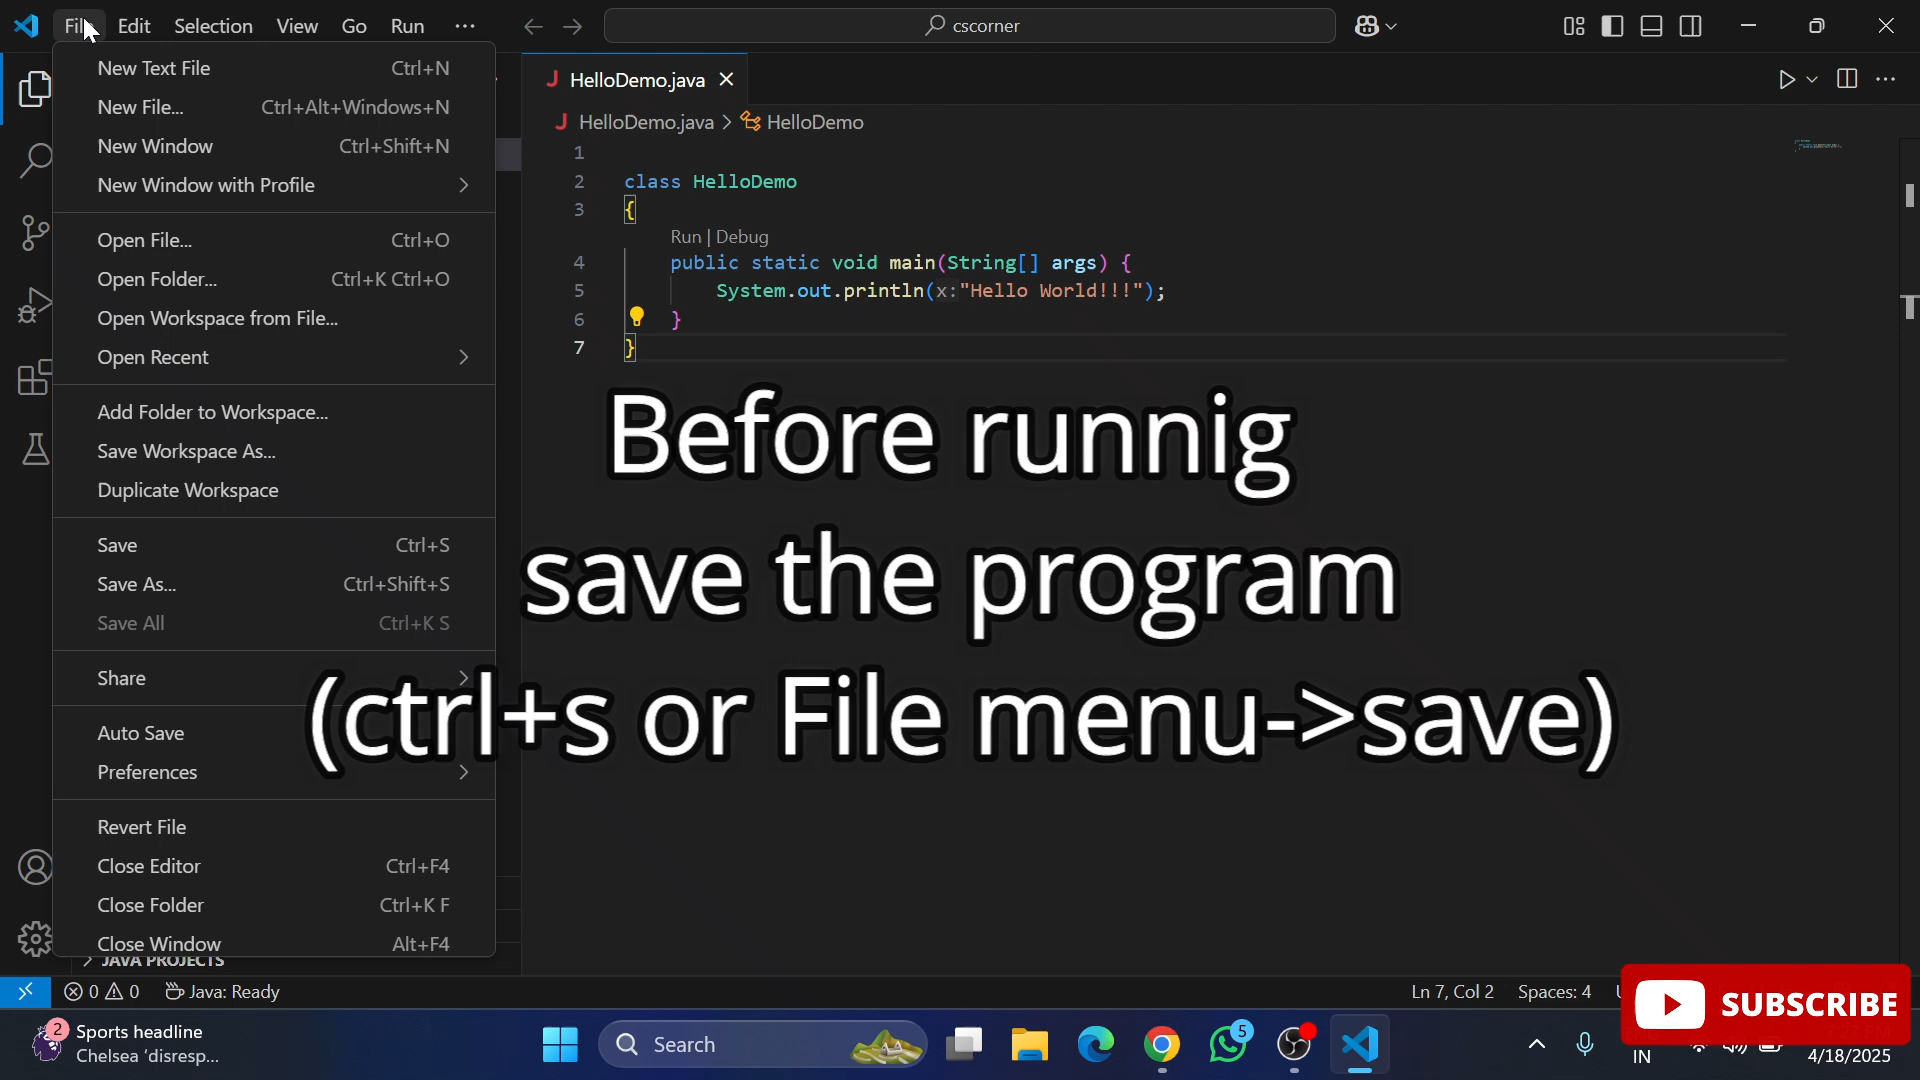 File Edit Selection View Go Run ··· cscorner
New Text File Ctrl+N
New File... Ctrl+Alt+Windows+N
New Window Ctrl+Shift+N
New Window with Profile
Open File... Ctrl+O
Open Folder... Ctrl+K Ctrl+O
Open Workspace from File...
Open Recent
Add Folder to Workspace...
Save Workspace As...
Duplicate Workspace
Save Ctrl+S
Save As... Ctrl+Shift+S
Save All Ctrl+K S
Share
Auto Save
Preferences
Revert File
Close Editor Ctrl+F4
Close Folder Ctrl+K F
Close Window Alt+F4
JAVA PROJECTS
J HelloDemo.java
J HelloDemo.java > HelloDemo
1
2 class HelloDemo
3 {
Run | Debug
4 public static void main(String[] args) {
5 System.out.println(x:"Hello World!!!");
6 }
7 }
Before runnig
save the program
(ctrl+s or File menu->save)
0 0 Java: Ready Ln 7, Col 2 Spaces: 4
SUBSCRIBE
2 Sports headline
Chelsea 'disresp...
Search
5
IN
4/18/2025